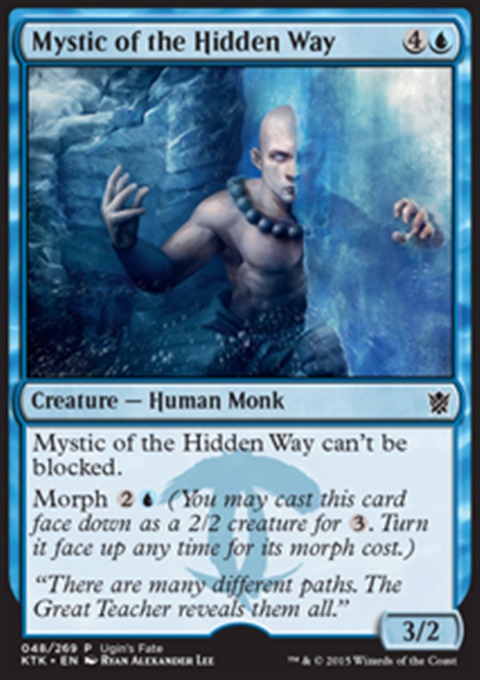 Mystic of the Hidden Way 4
Creature — Human Monk
Mystic of the Hidden Way can't be
blocked.
Morph 2 (You may cast this card
face down as a 2/2 creature for 3. Turn
it face up any time for its morph cost.)
"There are many different paths. The
Great Teacher reveals them all."
3/2
048/269 P Ugin's Fate
KTK • EN Ryan Alexander Lee
™ & © 2015 Wizards of the Coast